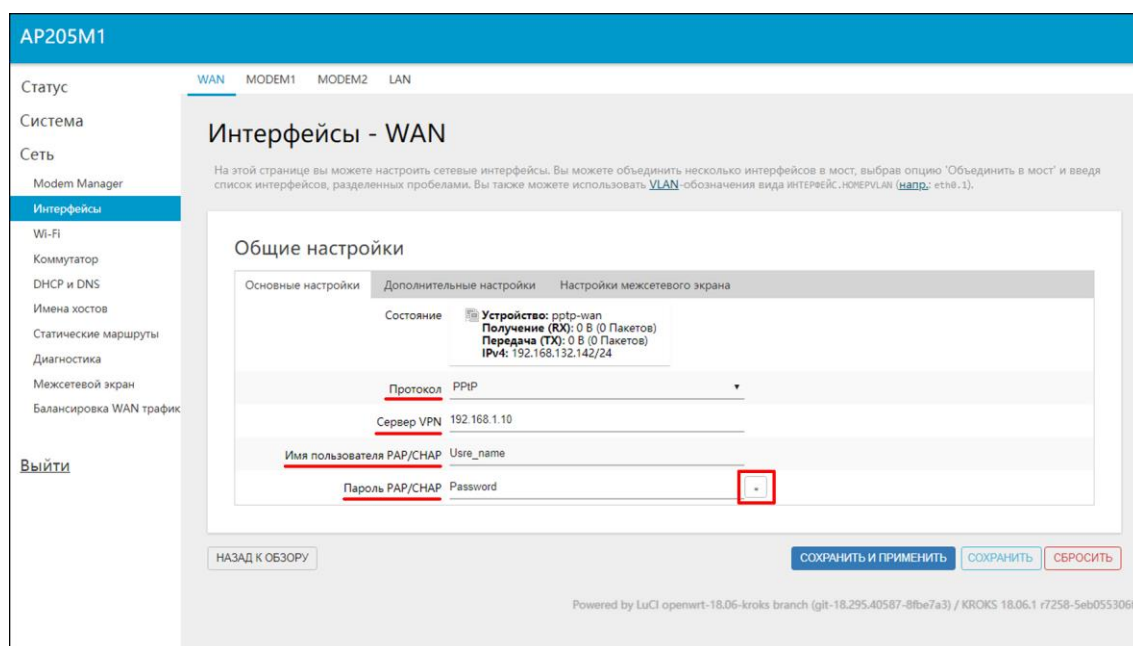 AP205M1
WAN MODEM1 MODEM2 LAN
Статус
Система
Сеть
Modem Manager
Интерфейсы
Wi-Fi
Коммутатор
DHCP и DNS
Имена хостов
Статические маршруты
Диагностика
Межсетевой экран
Балансировка WAN трафик
Выйти
Интерфейсы - WAN
На этой странице вы можете настроить сетевые интерфейсы. Вы можете объединить несколько интерфейсов в мост, выбрав опцию 'Объединить в мост' и введя
список интерфейсов, разделенных пробелами. Вы также можете использовать VLAN-обозначения вида ИНТЕРФЕЙС.НОМЕРVLAN (напр.: eth0.1).
Общие настройки
Основные настройки Дополнительные настройки Настройки межсетевого экрана
Состояние
Устройство: pptp-wan
Получение (RX): 0 B (0 Пакетов)
Передача (TX): 0 B (0 Пакетов)
IPv4: 192.168.132.142/24
Протокол PPtP
Сервер VPN 192.168.1.10
Имя пользователя PAP/CHAP Usre_name
Пароль PAP/CHAP Password *
НАЗАД К ОБЗОРУ СОХРАНИТЬ И ПРИМЕНИТЬ СОХРАНИТЬ СБРОСИТЬ
Powered by LuCI openwrt-18.06-kroks branch (git-18.295.40587-8fbe7a3) / KROKS 18.06.1 r7258-5eb055306